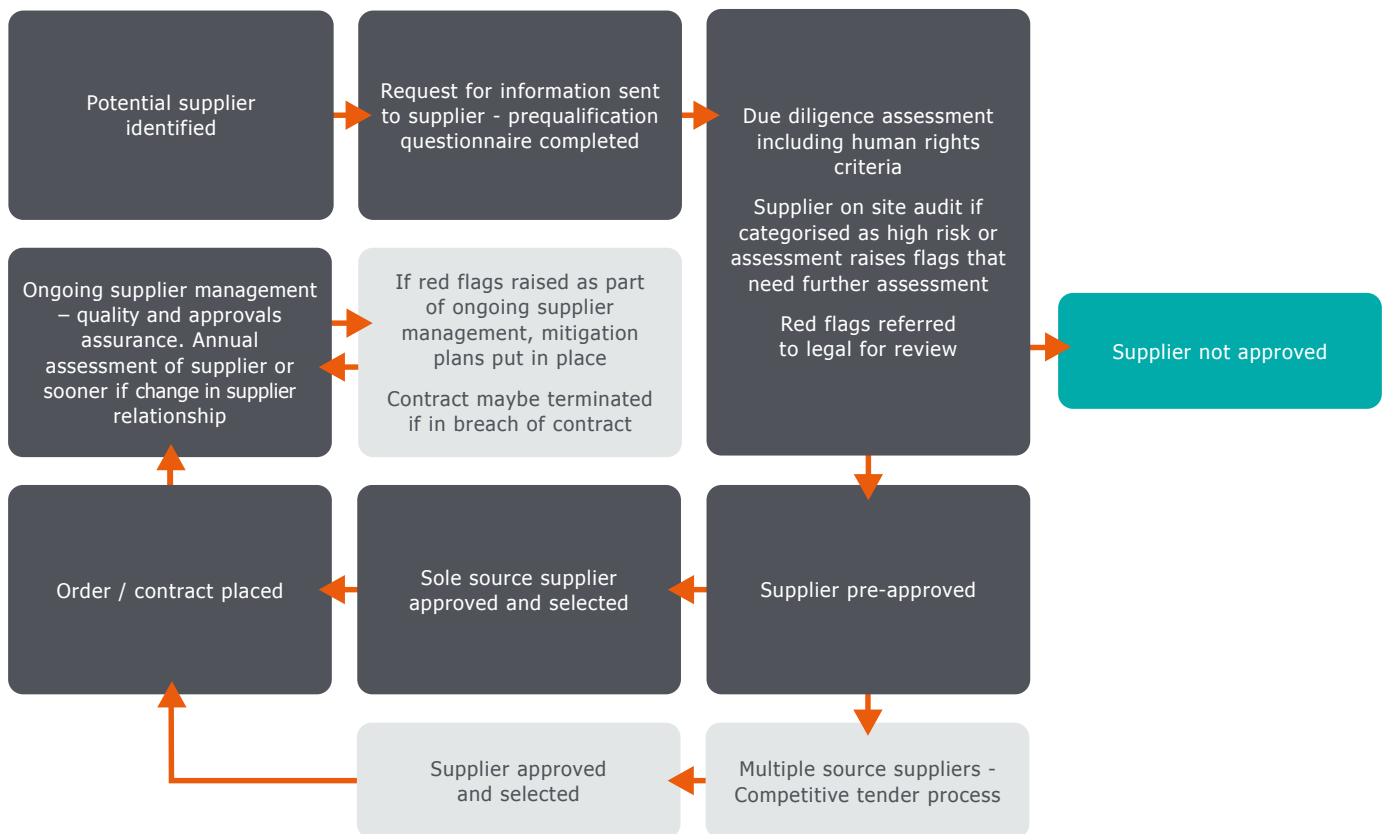 Potential supplier
identified
Request for information sent
to supplier - prequalification
questionnaire completed
Due diligence assessment
including human rights
criteria
Supplier on site audit if
categorised as high risk or
assessment raises flags that
need further assessment
Red flags referred
to legal for review
Supplier not approved
Ongoing supplier management
– quality and approvals
assurance. Annual
assessment of supplier or
sooner if change in supplier
relationship
If red flags raised as part
of ongoing supplier
management, mitigation
plans put in place
Contract maybe terminated
if in breach of contract
Order / contract placed
Sole source supplier
approved and selected
Supplier pre-approved
Supplier approved
and selected
Multiple source suppliers -
Competitive tender process